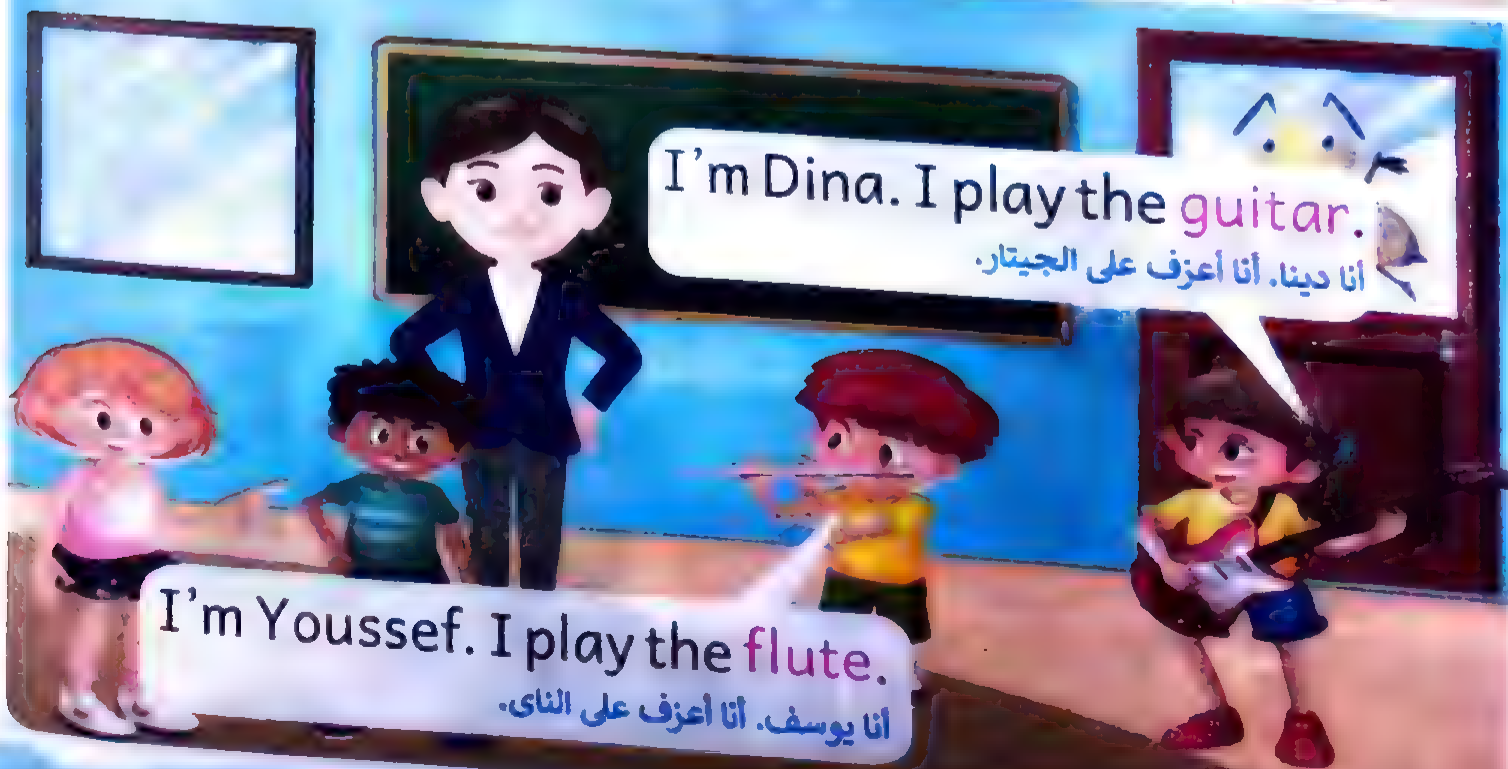 I'm Dina. I play the guitar.
أنا دينا. أنا أعزف على الجيتار.
I'm Youssef. I play the flute.
أنا يوسف. أنا أعزف على الناى.